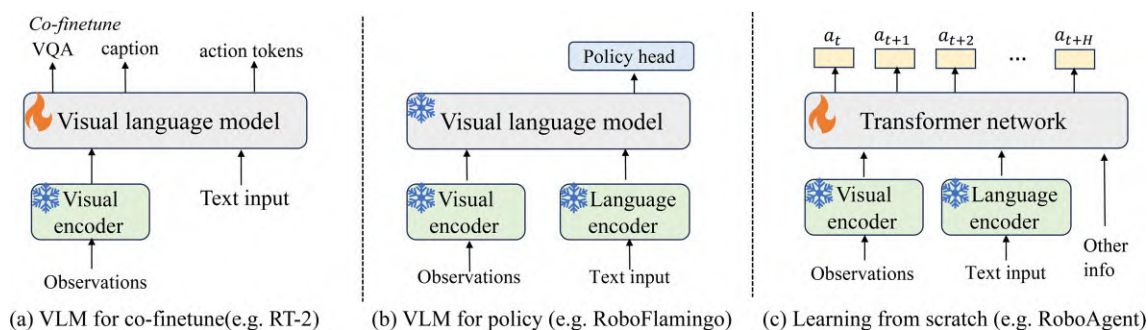 Co-finetune
VQA caption action tokens
Visual language model
Visual encoder
Text input
Observations
(a) VLM for co-finetune(e.g. RT-2)
Policy head
Visual language model
Visual encoder
Language encoder
Observations
Text input
(b) VLM for policy (e.g. RoboFlamingo)
a_t a_{t+1} a_{t+2} ... a_{t+H}
Transformer network
Visual encoder
Language encoder
Observations
Text input
Other info
(c) Learning from scratch (e.g. RoboAgent)